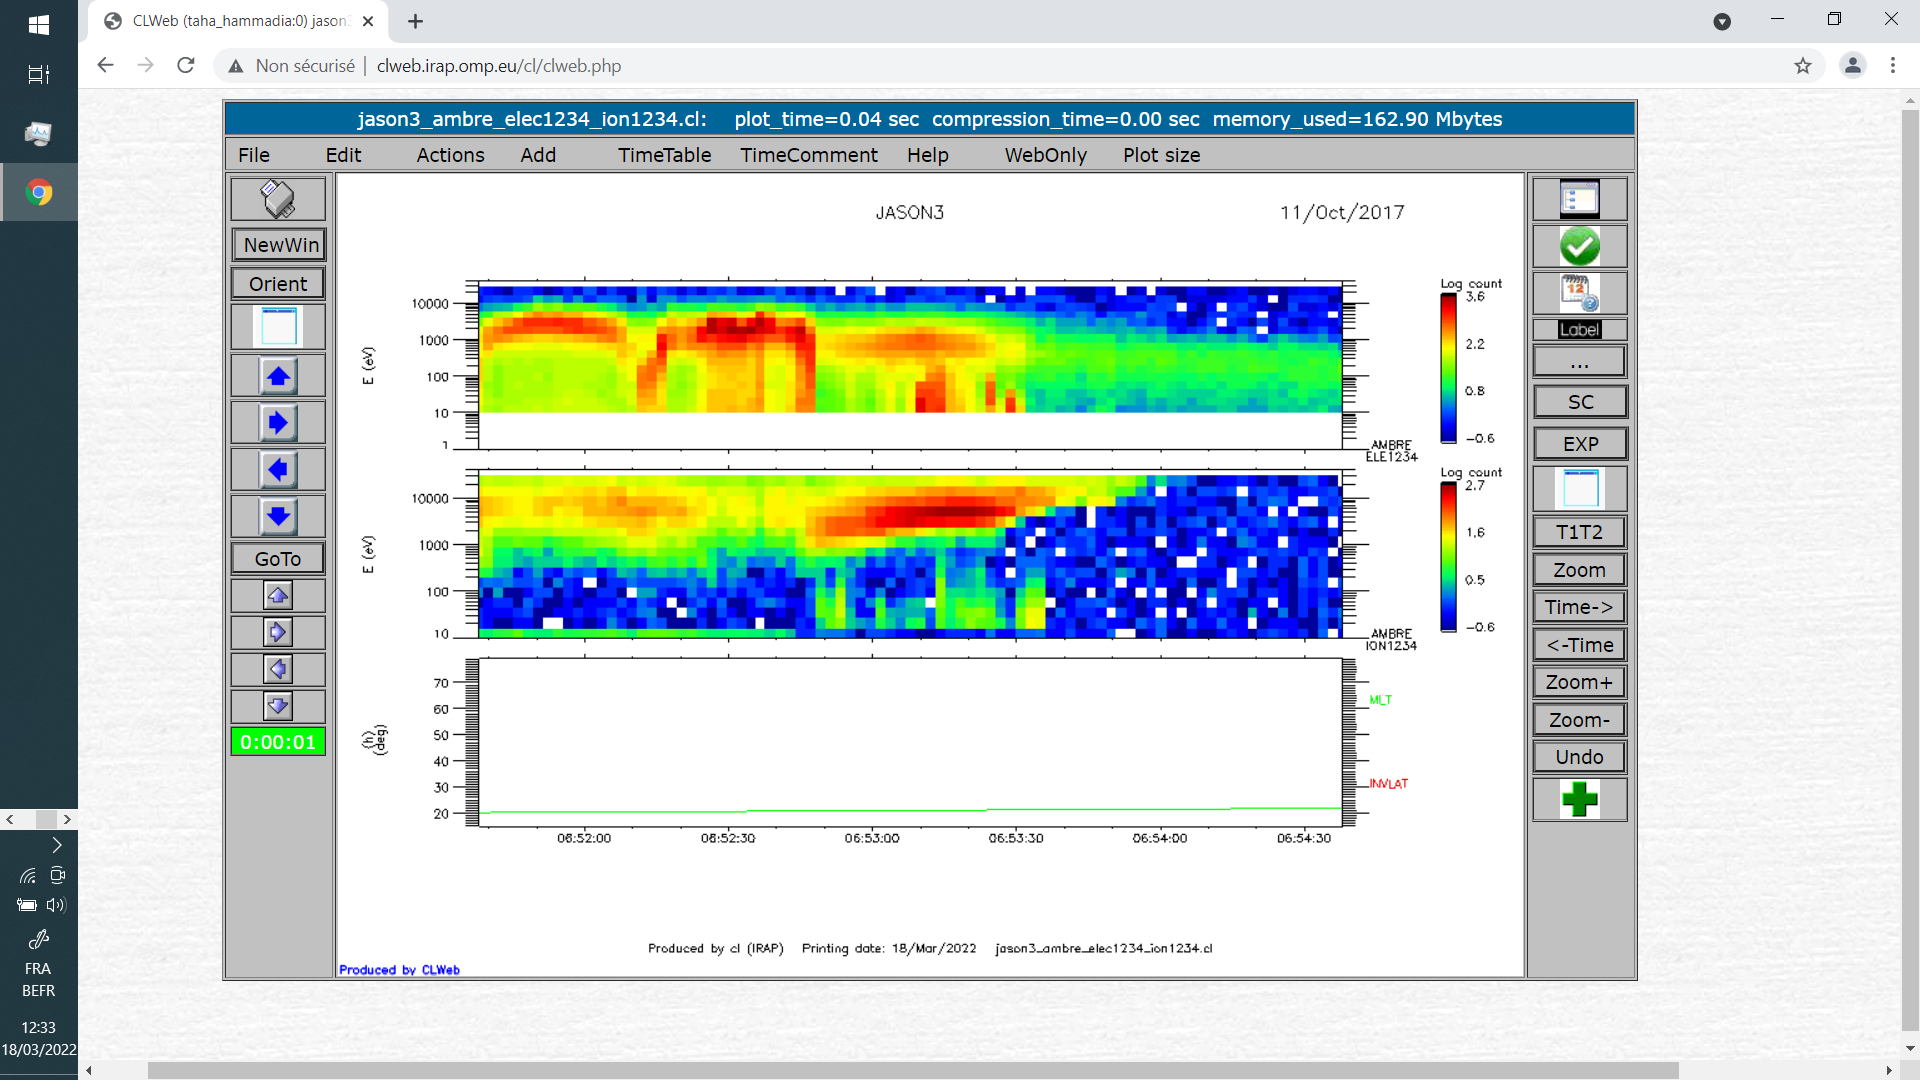 CLWeb (taha_hammadia:0) jason3
Non sécurisé | clweb.irap.omp.eu/cl/clweb.php
jason3_ambre_elec1234_ion1234.cl: plot_time=0.04 sec compression_time=0.00 sec memory_used=162.90 Mbytes
File Edit Actions Add TimeTable TimeComment Help WebOnly Plot size
NewWin
Orient
GoTo
0:00:01
JASON3 11/Oct/2017
10000
1000
100
10
1
E (eV)
Log count
3.6
2.2
0.8
-0.6
AMBRE
ELE1234
10000
1000
100
10
E (eV)
Log count
2.7
1.6
0.5
-0.6
AMBRE
ION1234
70
60
50
40
30
20
(h)
(deg)
MLT
INVLAT
06:52:00 06:52:30 06:53:00 06:53:30 06:54:00 06:54:30
Produced by cl (IRAP) Printing date: 18/Mar/2022 jason3_ambre_elec1234_ion1234.cl
Produced by CLWeb
12
Label
...
SC
EXP
T1T2
Zoom
Time->
<-Time
Zoom+
Zoom-
Undo
FRA
BEFR
12:33
18/03/2022